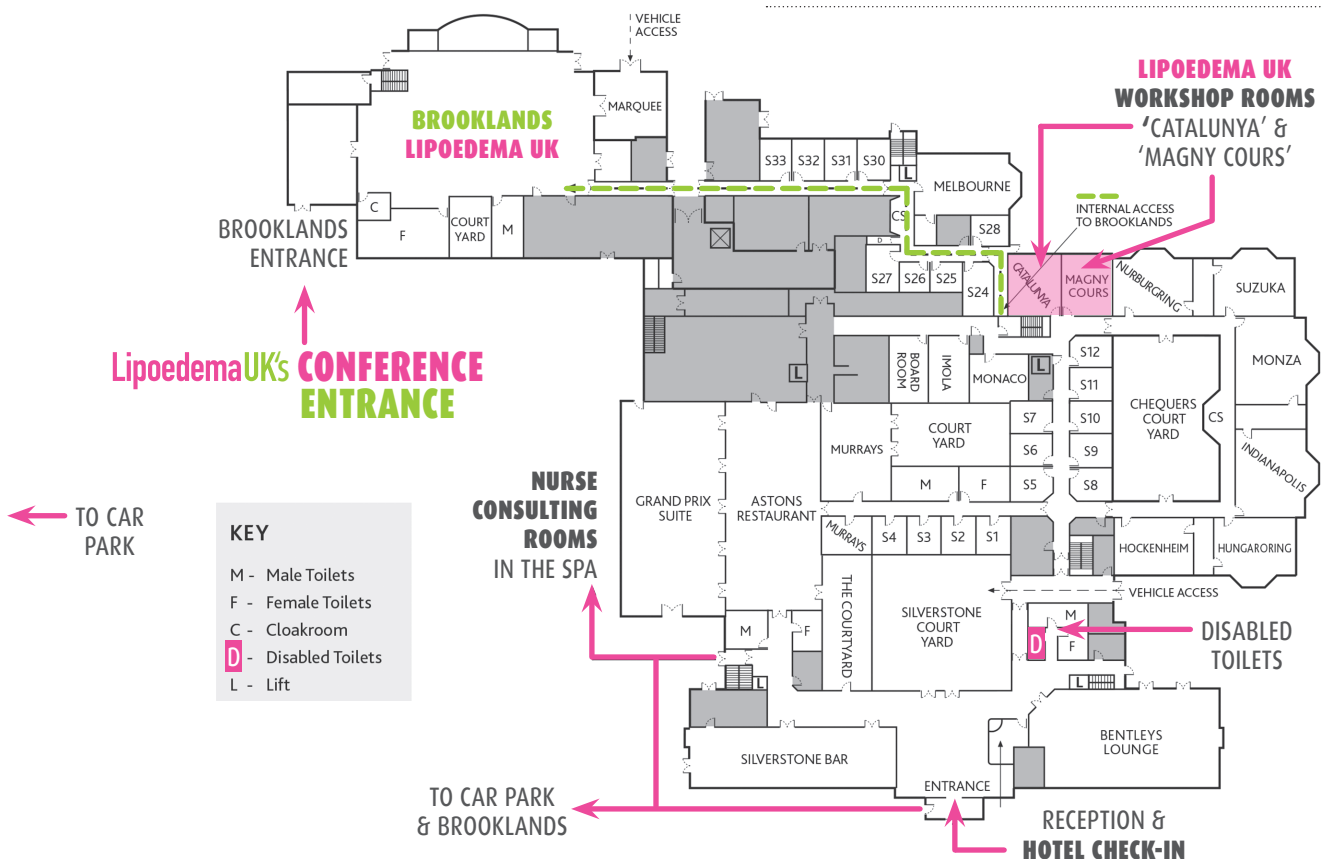 VEHICLE
ACCESS
LIPOEDEMA UK
WORKSHOP ROOMS
'CATALUNYA' &
'MAGNY COURS'
MARQUEE
BROOKLANDS
LIPOEDEMA UK
S33
S32
S31
S30
L
MELBOURNE
INTERNAL ACCESS
TO BROOKLANDS
C
F
COURT
YARD
M
CS
S28
BROOKLANDS
ENTRANCE
D
S27
S26
S25
S24
CATALUNYA
MAGNY
COURS
NURBURGRING
SUZUKA
LipoedemaUK's CONFERENCE
ENTRANCE
L
BOARD
ROOM
IMOLA
MONACO
L
S12
S11
S10
S9
S8
MONZA
CHEQUERS
COURT
YARD
CS
INDIANAPOLIS
MURRAYS
COURT
YARD
S7
S6
S5
M
F
GRAND PRIX
SUITE
ASTONS
RESTAURANT
NURSE
CONSULTING
ROOMS
IN THE SPA
TO CAR
PARK
MURRAYS
S4
S3
S2
S1
HOCKENHEIM
HUNGARORING
KEY
M - Male Toilets
F - Female Toilets
C - Cloakroom
D - Disabled Toilets
L - Lift
THE COURTYARD
SILVERSTONE
COURT
YARD
VEHICLE ACCESS
M
F
M
D
F
DISABLED
TOILETS
L
L
SILVERSTONE BAR
BENTLEYS
LOUNGE
ENTRANCE
TO CAR PARK
& BROOKLANDS
RECEPTION &
HOTEL CHECK-IN